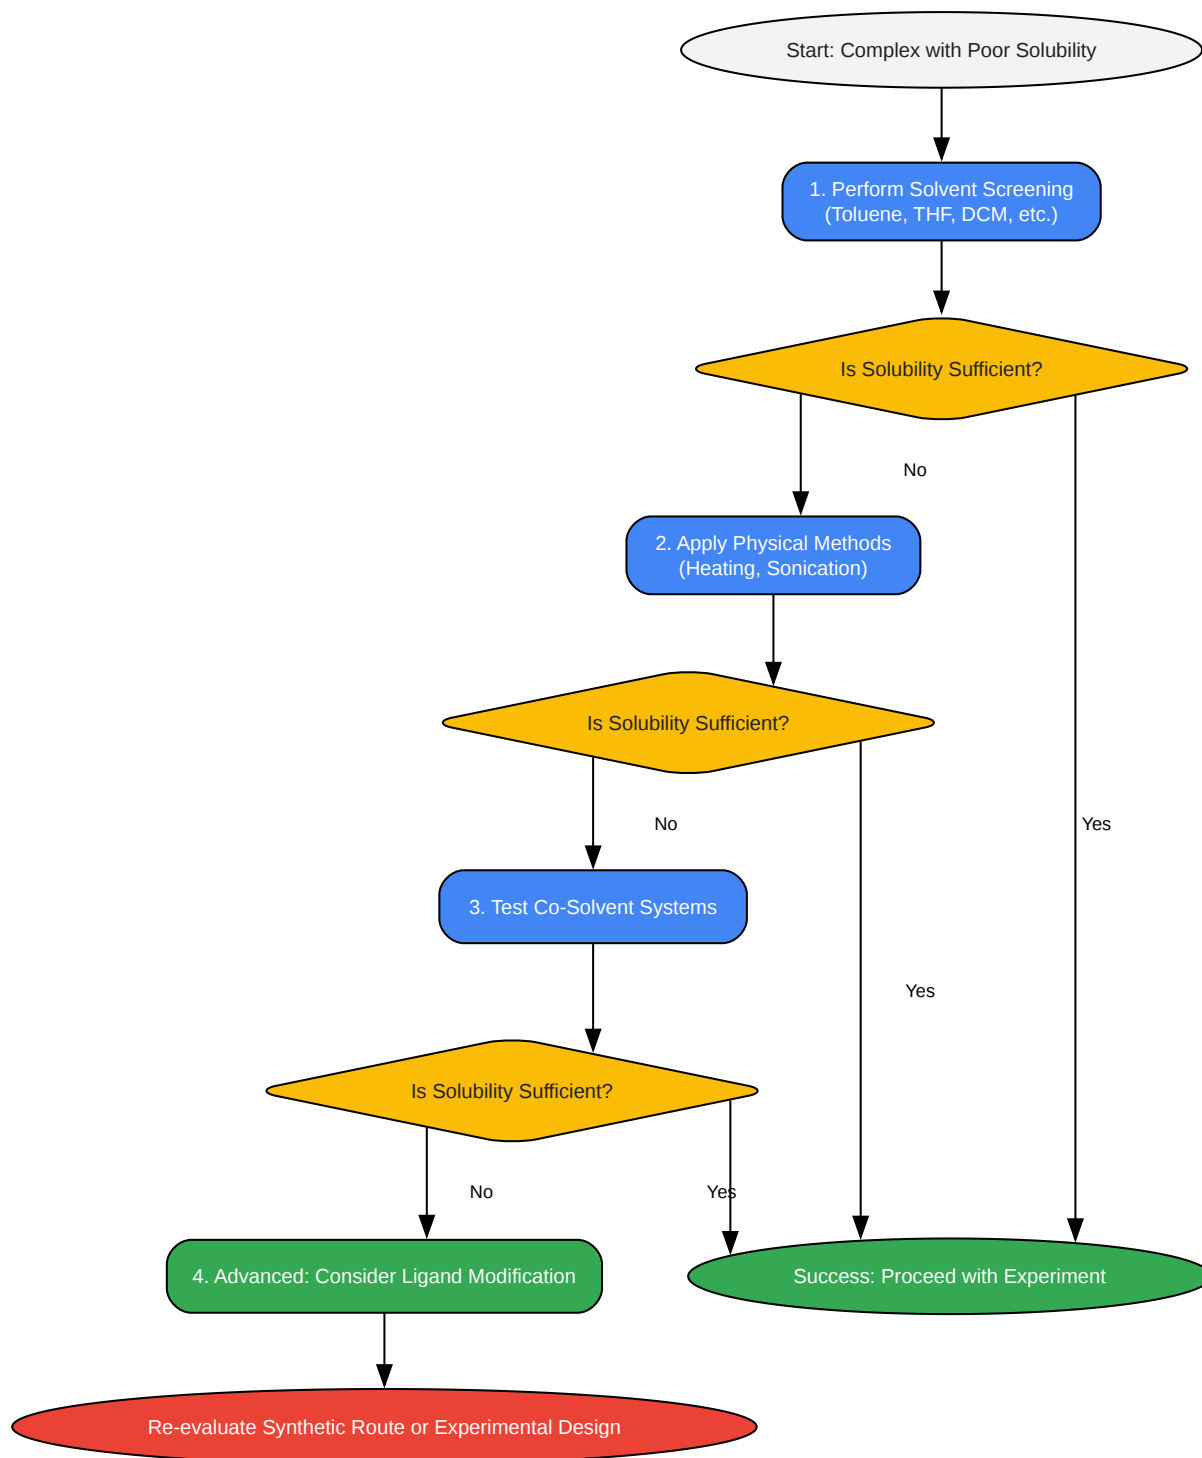 Start: Complex with Poor Solubility
1. Perform Solvent Screening
(Toluene, THF, DCM, etc.)
Is Solubility Sufficient?
No
2. Apply Physical Methods
(Heating, Sonication)
Is Solubility Sufficient?
No
Yes
3. Test Co-Solvent Systems
Yes
Is Solubility Sufficient?
No
Yes
4. Advanced: Consider Ligand Modification
Success: Proceed with Experiment
Re-evaluate Synthetic Route or Experimental Design